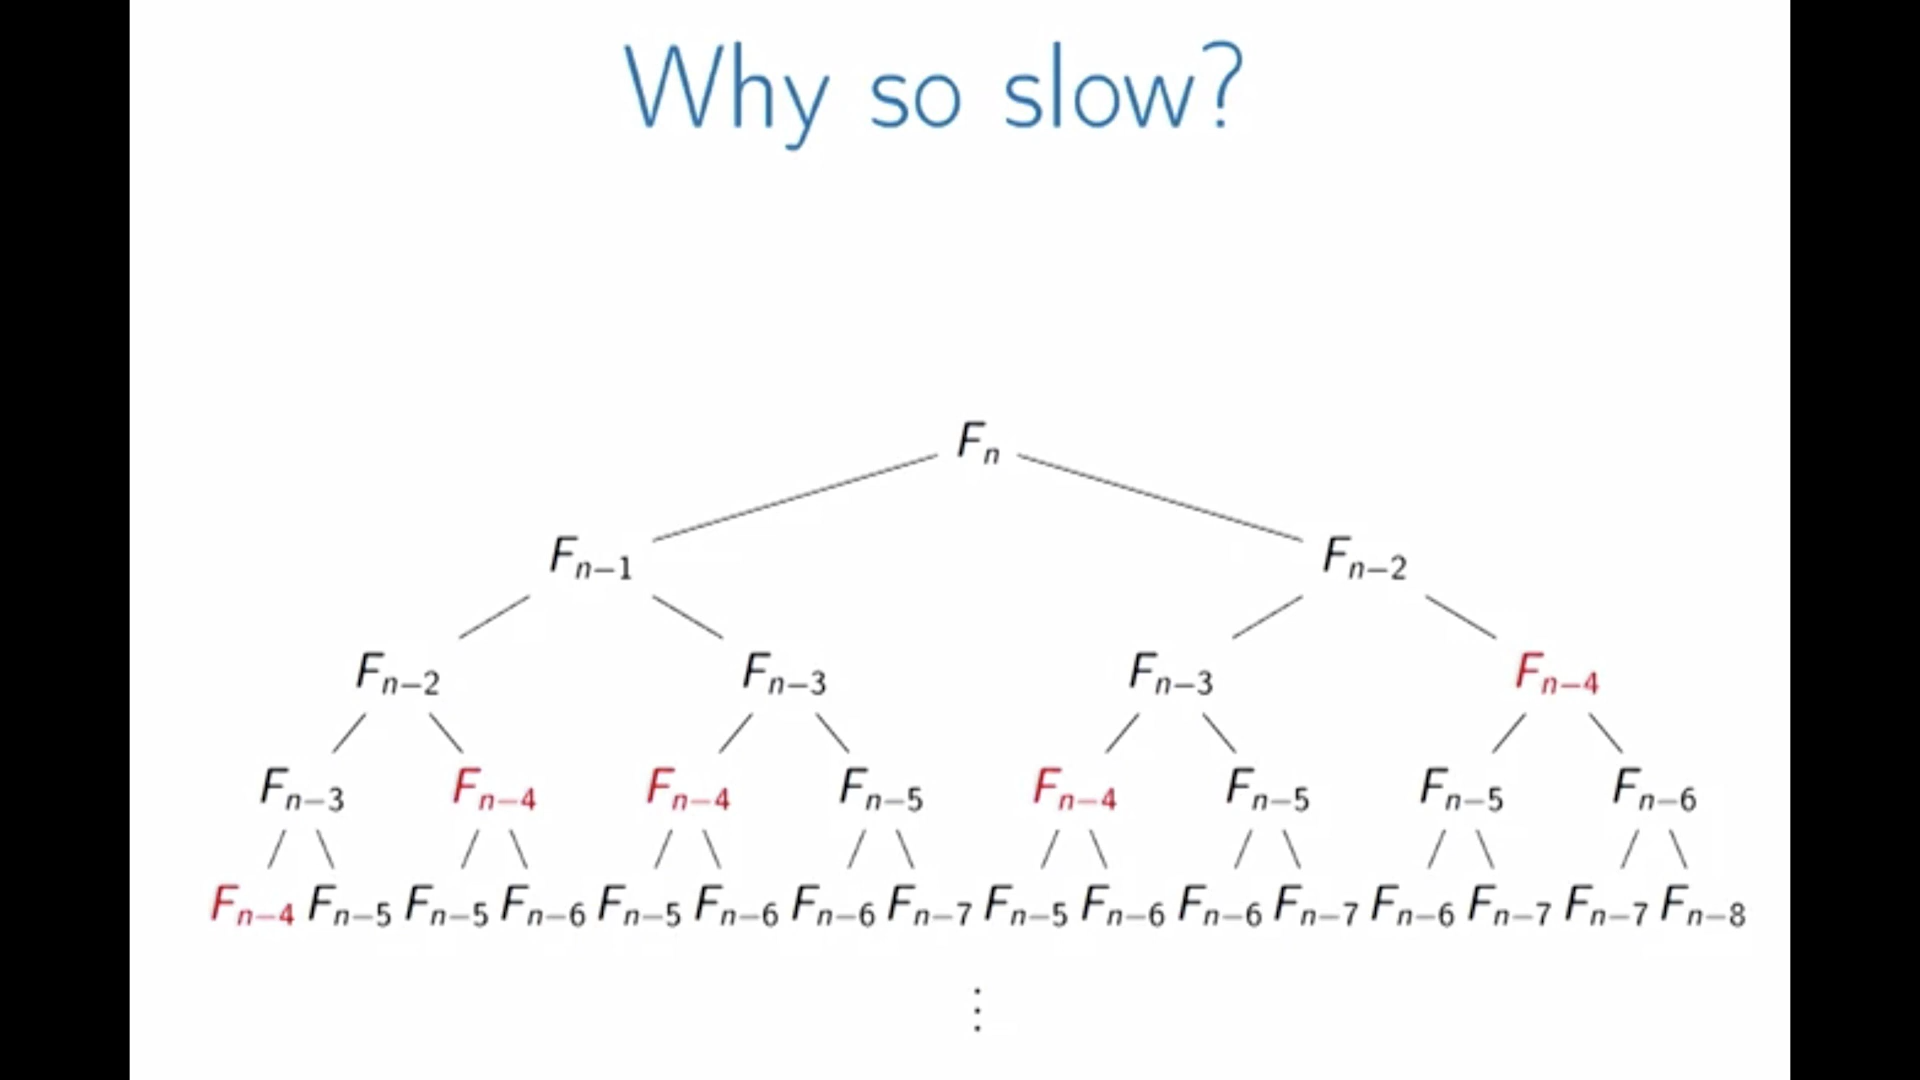 Why so slow?
Fn
Fn−1 Fn−2
Fn−2 Fn−3 Fn−3 Fn−4
Fn−3 Fn−4 Fn−4 Fn−5 Fn−4 Fn−5 Fn−5 Fn−6
Fn−4 Fn−5 Fn−5 Fn−6 Fn−5 Fn−6 Fn−6 Fn−7 Fn−5 Fn−6 Fn−6 Fn−7 Fn−6 Fn−7 Fn−7 Fn−8
⋮